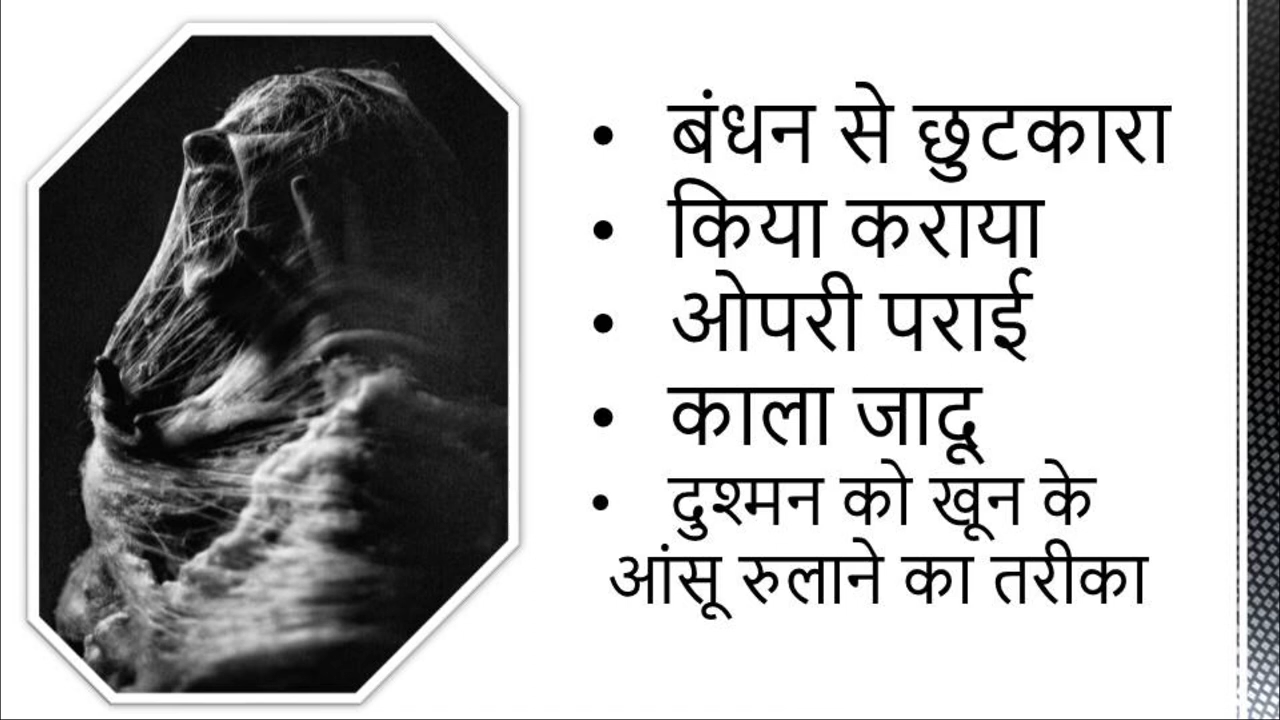 • बंधन से छुटकारा
• किया कराया
• ओपरी पराई
• काला जादू
• दुश्मन को खून के
आंसू रुलाने का तरीका